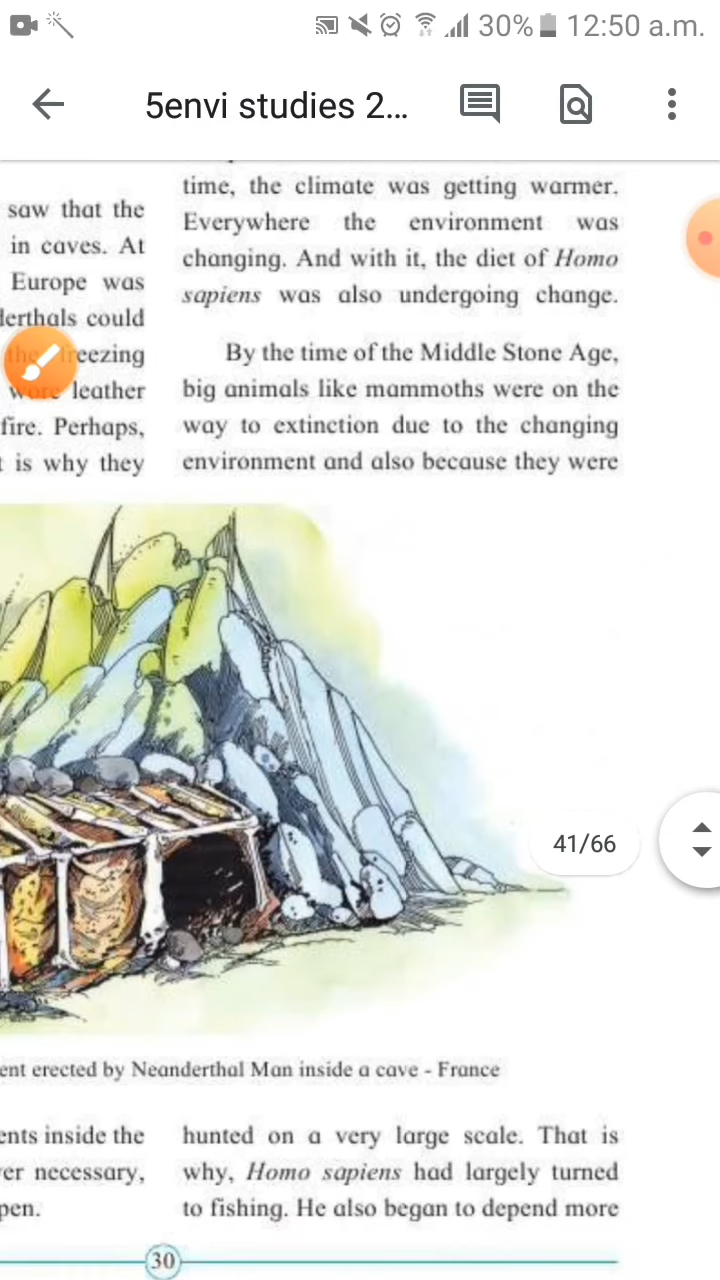 30% 12:50 a.m.
5envi studies 2...
saw that the
in caves. At
Europe was
derthals could
the freezing
wore leather
fire. Perhaps,
is why they
time, the climate was getting warmer.
Everywhere the environment was
changing. And with it, the diet of Homo
sapiens was also undergoing change.
By the time of the Middle Stone Age,
big animals like mammoths were on the
way to extinction due to the changing
environment and also because they were
41/66
ent erected by Neanderthal Man inside a cave - France
ents inside the
er necessary,
pen.
hunted on a very large scale. That is
why, Homo sapiens had largely turned
to fishing. He also began to depend more
30